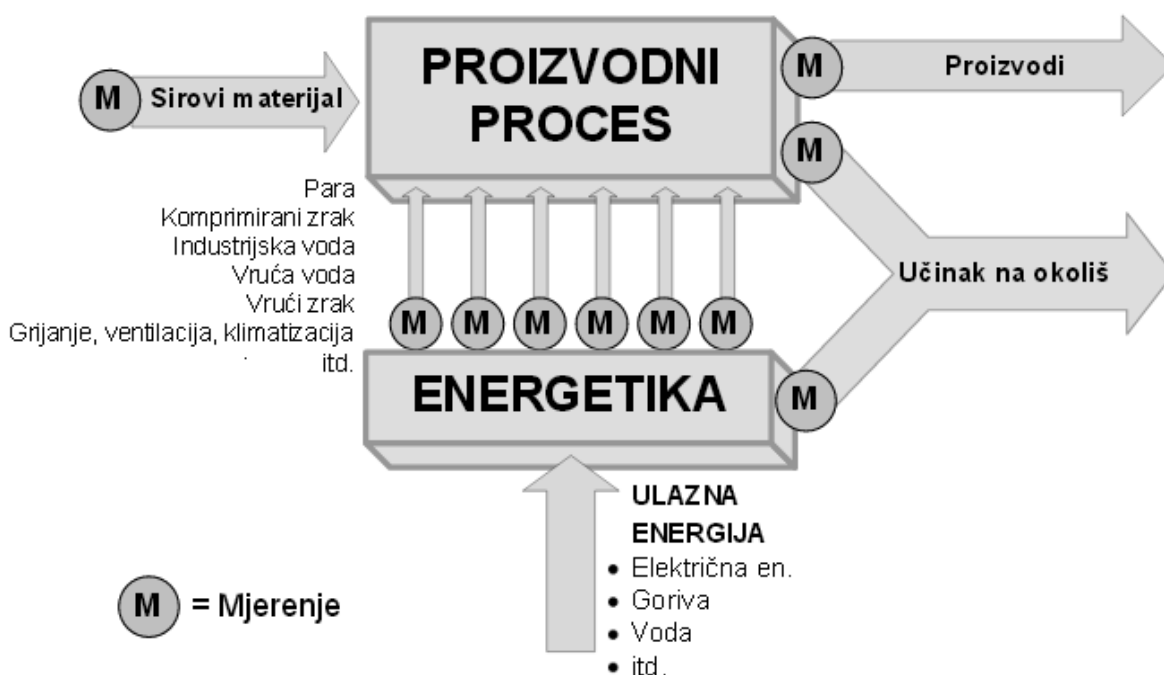 PROIZVODNI
PROCES
M
Proizvodi
M
Sirovi materijal
M
Para
Komprimirani zrak
Industrijska voda
Vruća voda
Vrući zrak
Grijanje, ventilacija, klimatizacija
itd.
M M M M M M
Učinak na okoliš
ENERGETIKA
M
ULAZNA
ENERGIJA
• Električna en.
• Goriva
• Voda
• itd.
M = Mjerenje